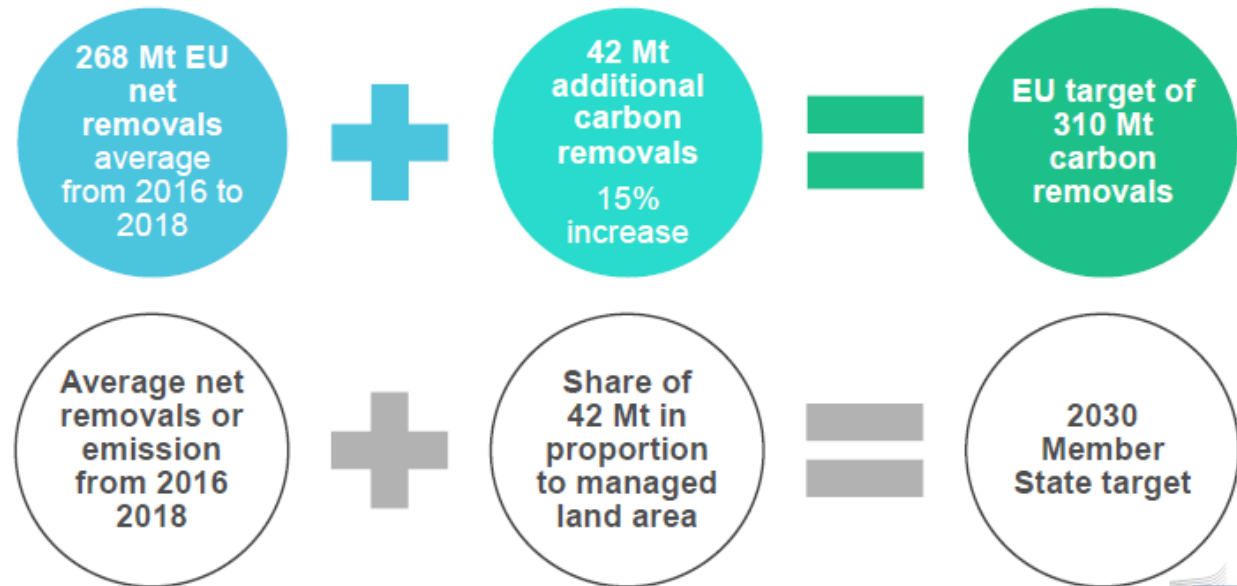 268 Mt EU
net
removals
average
from 2016 to
2018
42 Mt
additional
carbon
removals
15%
increase
EU target of
310 Mt
carbon
removals
Average net
removals or
emission
from 2016
2018
Share of
42 Mt in
proportion
to managed
land area
2030
Member
State target